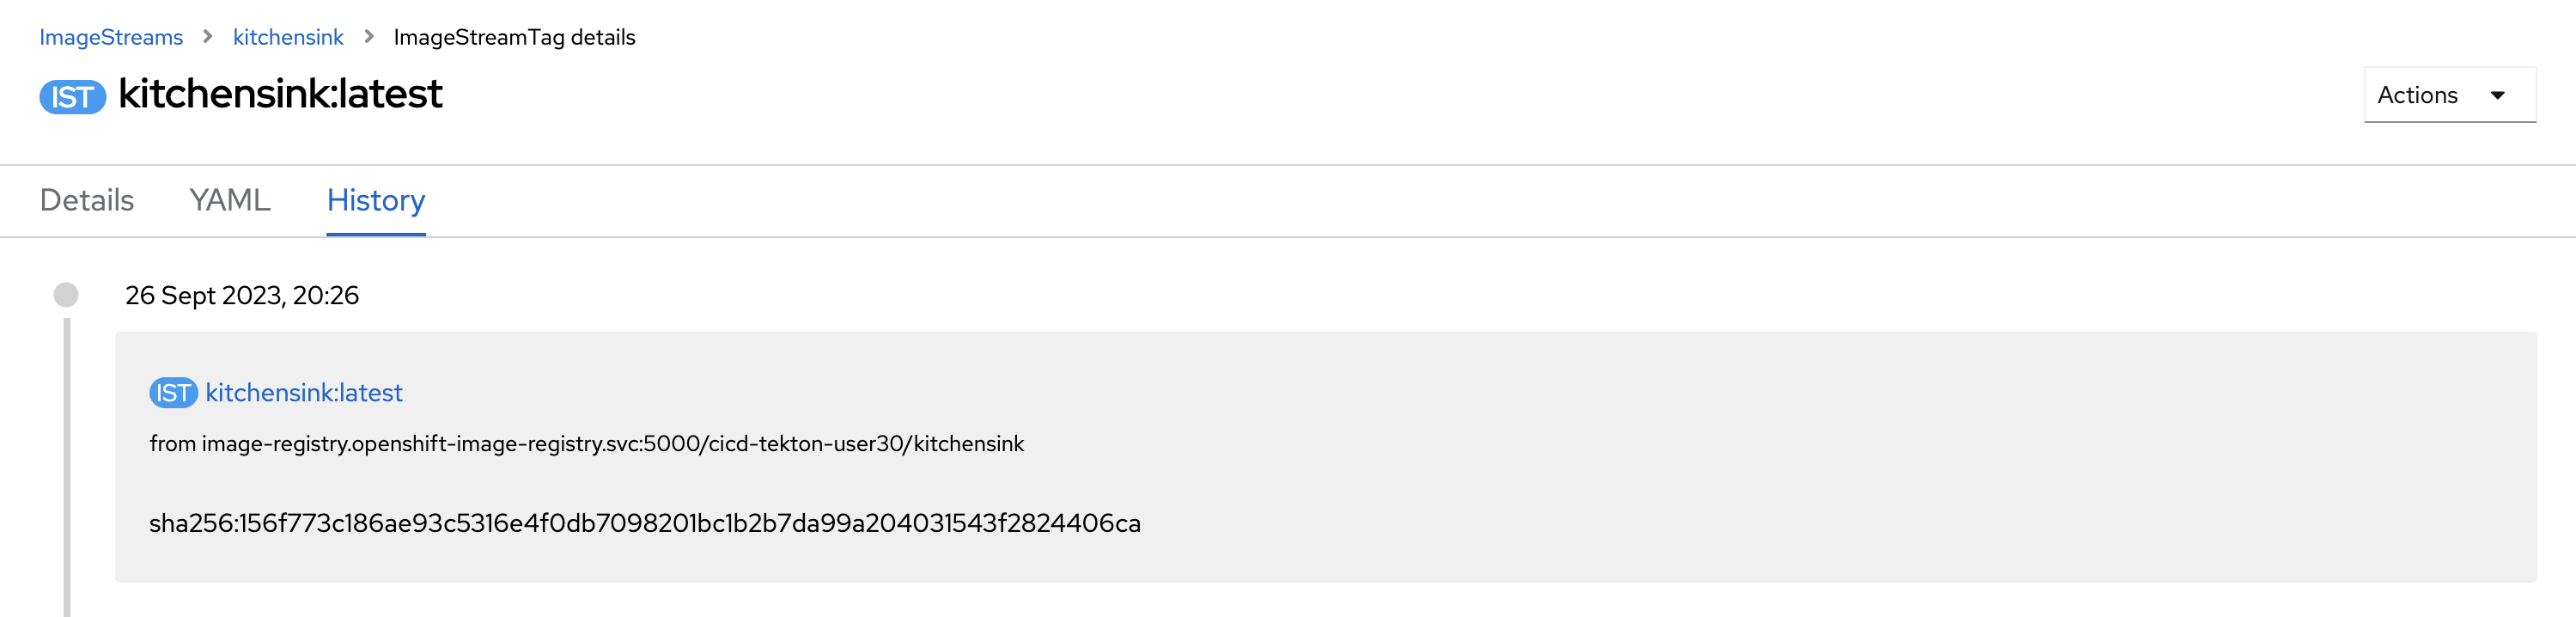 ImageStreams > kitchensink > ImageStreamTag details
IST kitchensink:latest
Actions
Details YAML History
26 Sept 2023, 20:26
IST kitchensink:latest
from image-registry.openshift-image-registry.svc:5000/cicd-tekton-user30/kitchensink
sha256:156f773c186ae93c5316e4f0db7098201bc1b2b7da99a204031543f2824406ca